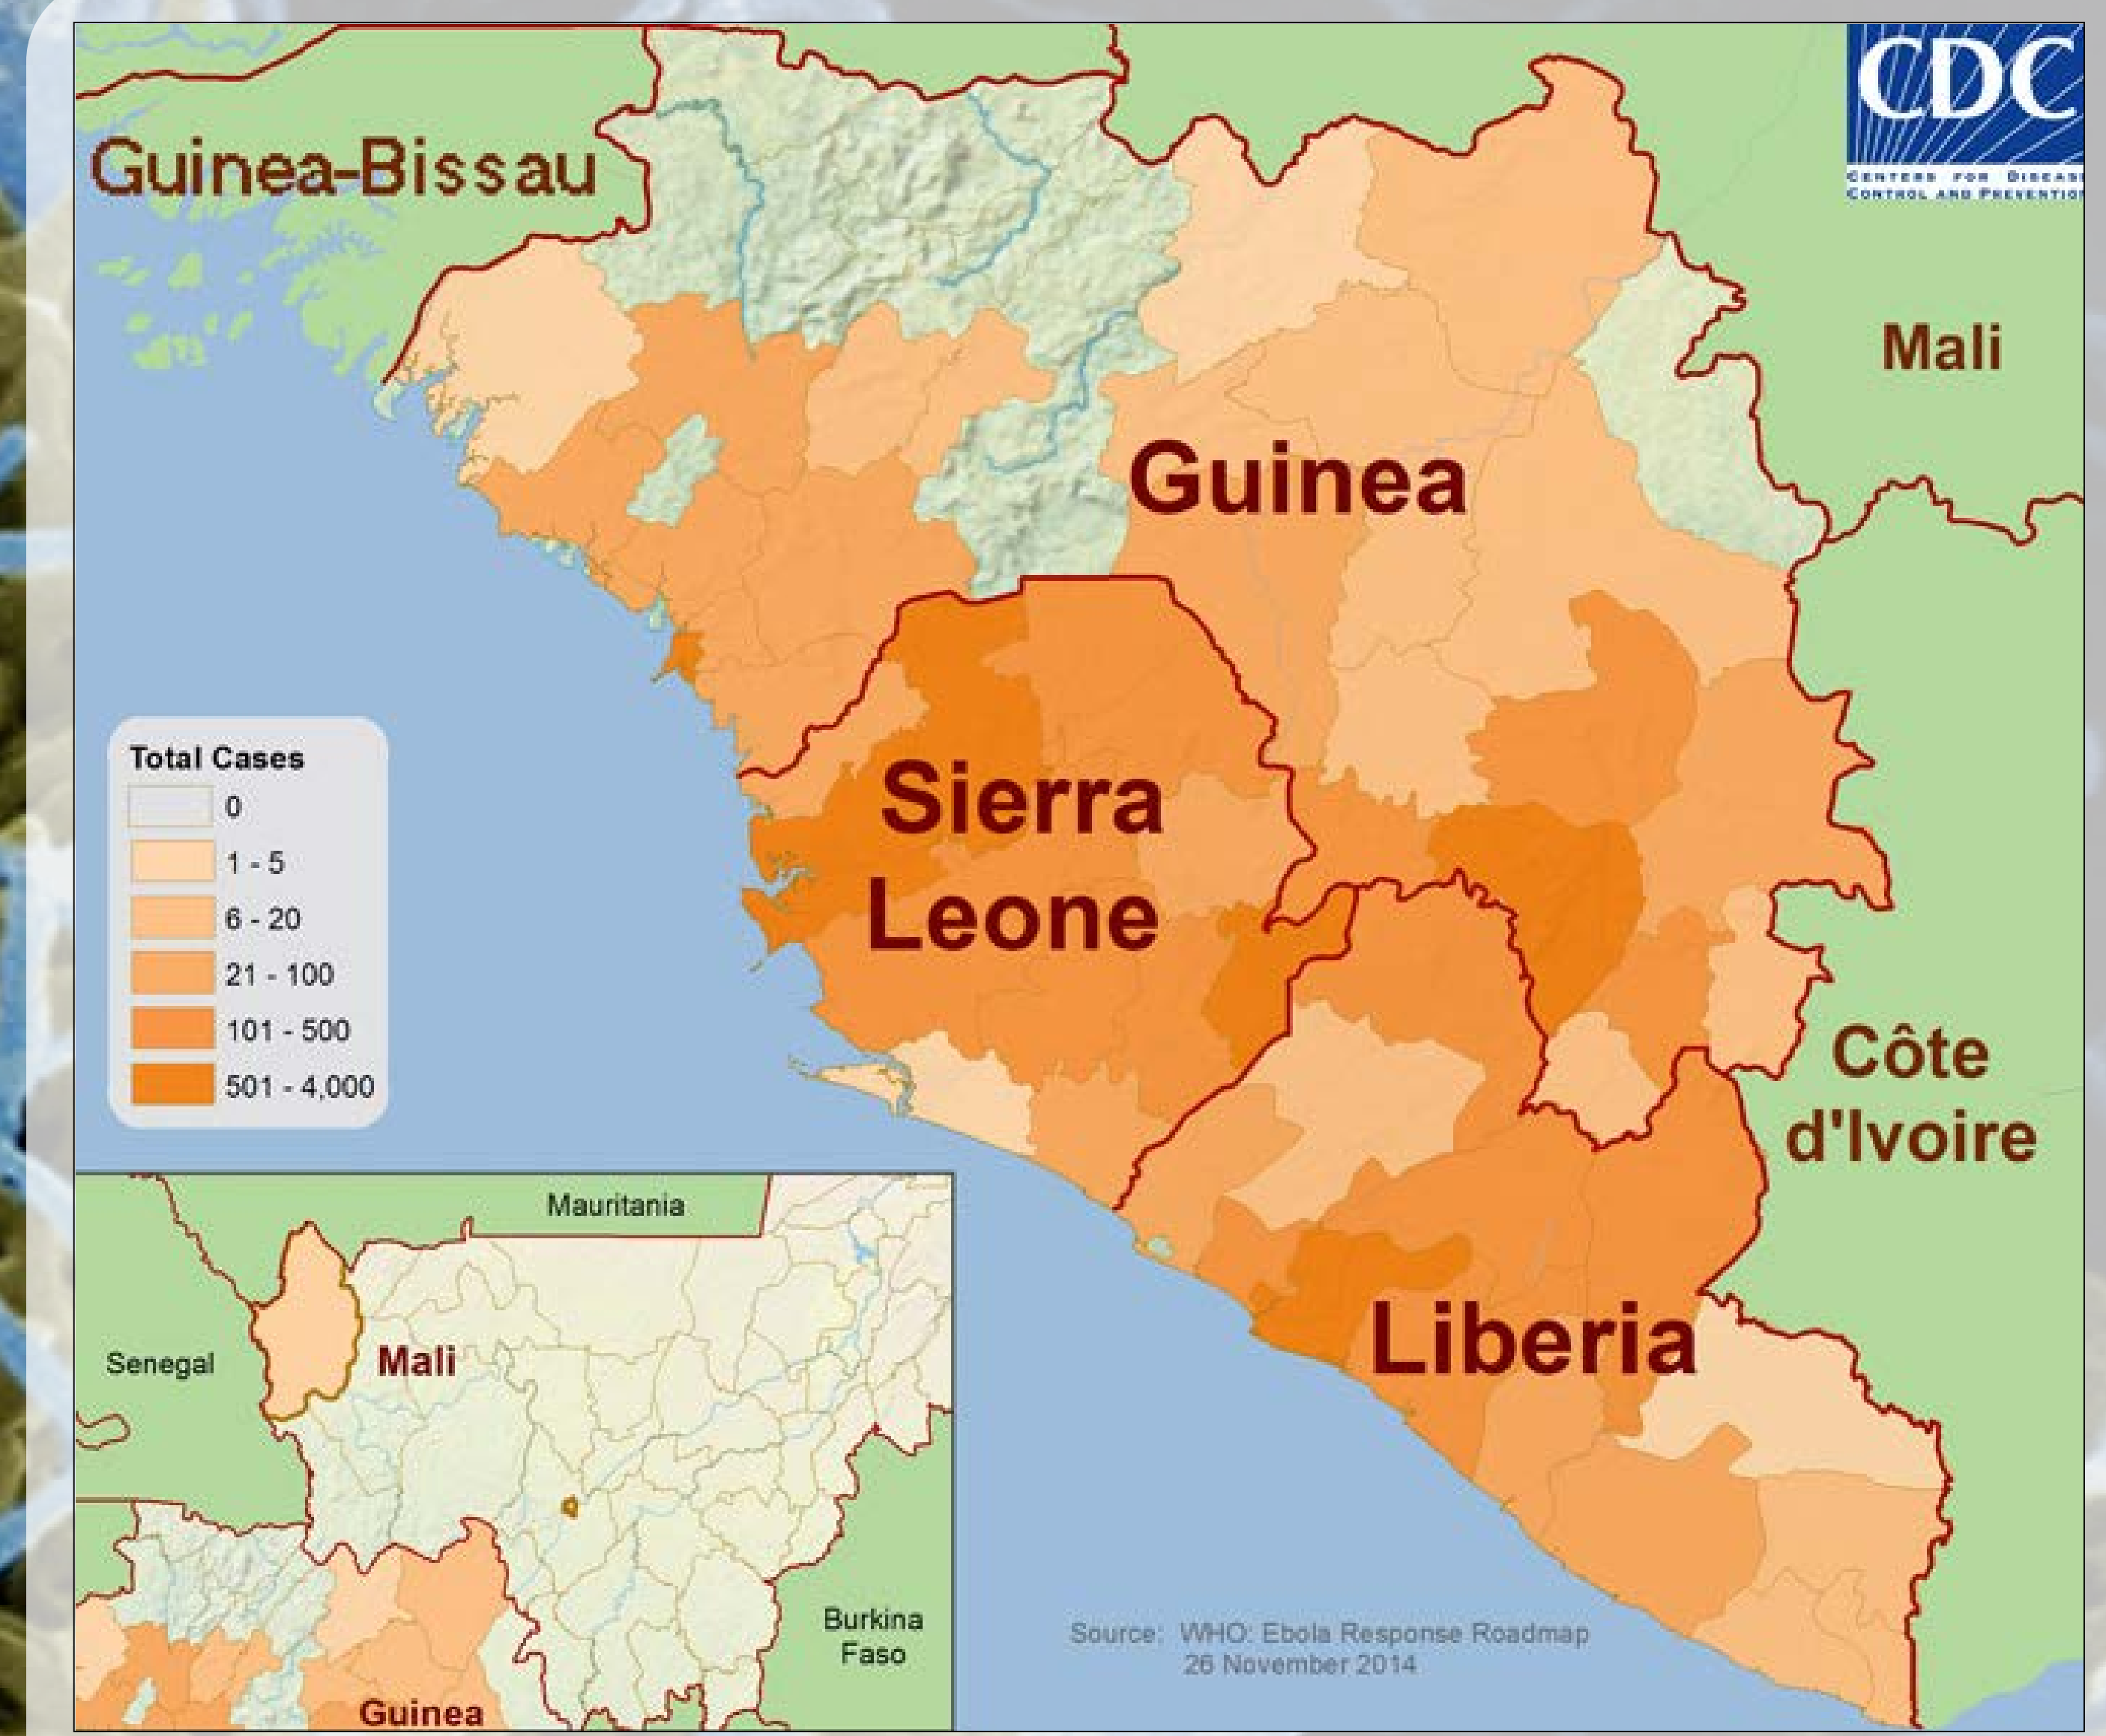 CDC
CENTERS FOR DISEAS
CONTROL AND PREVENTIO
Guinea-Bissau
Mali
Guinea
Sierra
Leone
Côte
d'Ivoire
Liberia
Total Cases
0
1 - 5
6 - 20
21 - 100
101 - 500
501 - 4,000
Mauritania
Senegal
Mali
Burkina
Faso
Guinea
Source: WHO: Ebola Response Roadmap
26 November 2014